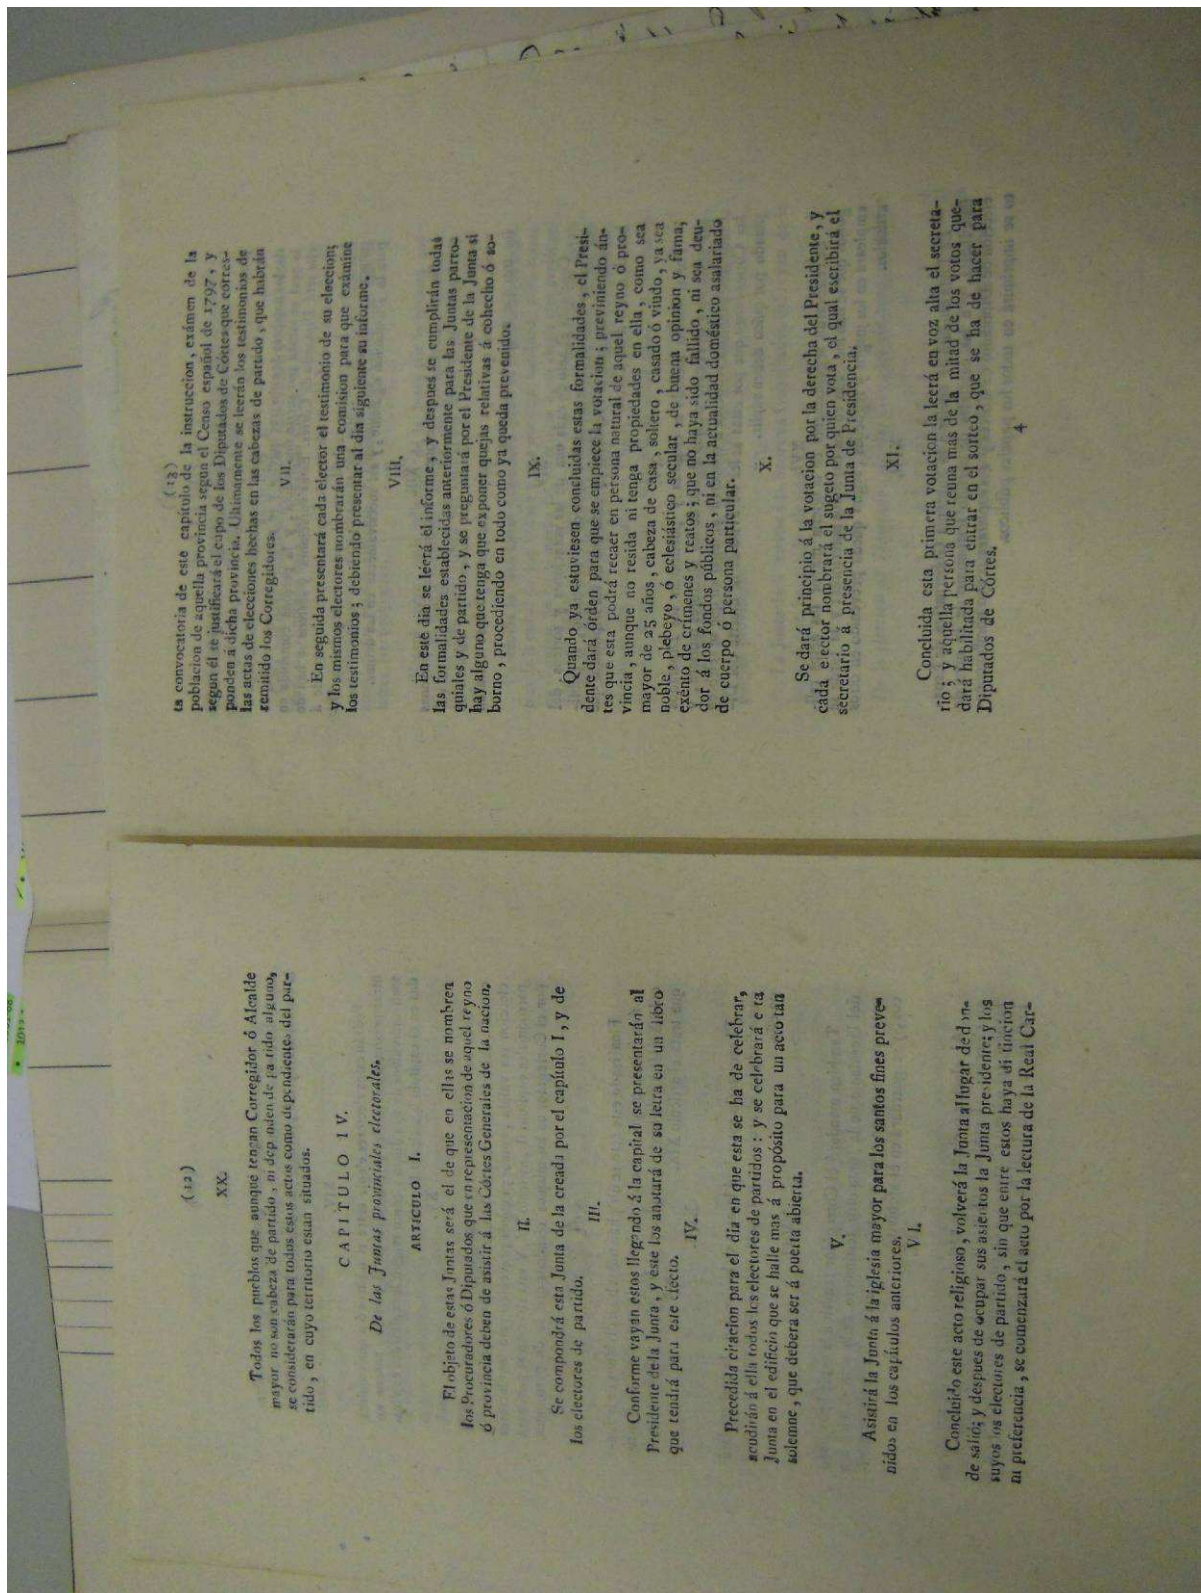 (12)
XX.
Todos los pueblos que aunque tengan Corregidor ó Alcalde
mayor no son cabeza de partido, ni dependen de partido alguno,
se considerarán para todos estos actos como dependientes del par-
tido, en cuyo territorio estan situados.
CAPITULO IV.
De las Juntas provinciales electorales.
ARTICULO I.
El objeto de estas Juntas será el de que en ellas se nombren
los Procuradores ó Diputados que en representacion de aquel reyno
ó provincia deben de asistir á las Córtes Generales de la nacion.
II.
Se compondrá esta Junta de la creada por el capítulo I, y de
los electores de partido.
III.
Conforme vayan estos llegando á la capital se presentarán al
Presidente de la Junta, y este los anotará de su letra en un libro
que tendrá para este efecto.
IV.
Precedida citacion para el dia en que esta se ha de celebrar,
acudirán á ella todos los electores de partidos: y se celebrará esta
Junta en el edificio que se halle mas á propósito para un acto tan
solemne, que debera ser á puerta abierta.
V.
Asistirá la Junta á la iglesia mayor para los santos fines preve-
nidos en los capítulos anteriores.
VI.
Concluido este acto religioso, volverá la Junta al lugar de don-
de salió; y despues de ocupar sus asientos la Junta presidente; y los
suyos los electores de partido, sin que entre estos haya distincion
ni preferencia, se comenzará el acto por la lectura de la Real Car-
(13)
ta convocatoria de este capítulo de la instruccion, exámen de la
poblacion de aquella provincia segun el Censo español de 1797, y
segun él se justificará el cupo de los Diputados de Córtes que corres-
ponden á dicha provincia. Ultimamente se leerán los testimonios de
las actas de elecciones hechas en las cabezas de partido, que habrán
remitido los Corregidores.
VII.
En seguida presentará cada elector el testimonio de su eleccion;
y los mismos electores nombrarán una comision para que exâmine
los testimonios; debiendo presentar al dia siguiente su informe.
VIII.
En este dia se leerá el informe, y despues se cumplirán todas
las formalidades establecidas anteriormente para las Juntas parro-
quiales y de partido, y se preguntará por el Presidente de la Junta si
hay alguno que tenga que exponer quejas relativas á cohecho ó so-
borno, procediendo en todo como ya queda prevenido.
IX.
Quando ya estuviesen concluidas estas formalidades, el Presi-
dente dará órden para que se empiece la votacion; previniendo án-
tes que esta podrá recaer en persona natural de aquel reyno ó pro-
vincia, aunque no resida ni tenga propiedades en ella, como sea
mayor de 25 años, cabeza de casa, soltero, casado ó viudo, ya sea
noble, plebeyo, ó eclesiástico secular, de buena opinion y fama,
exênto de crímenes y reatos; que no haya sido fallido, ni sea deu-
dor á los fondos públicos, ni en la actualidad doméstico asalariado
de cuerpo ó persona particular.
X.
Se dará principio á la votacion por la derecha del Presidente, y
cada elector nombrará el sugeto por quien vota, el qual escribirá el
secretario á presencia de la Junta de Presidencia.
XI.
Concluida esta primera votacion la leerá en voz alta el secreta-
rio; y aquella persona que reuna mas de la mitad de los votos que-
dará habilitada para entrar en el sorteo, que se ha de hacer para
Diputados de Córtes.
4